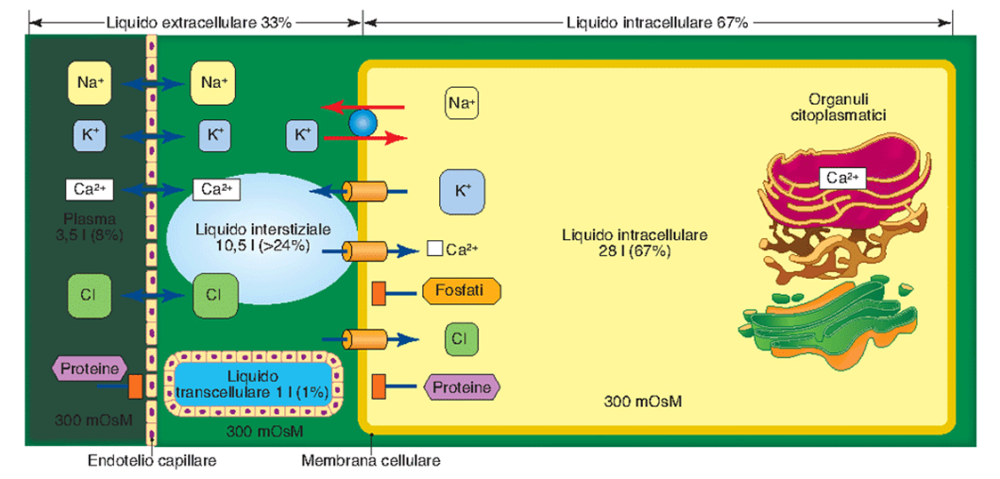 Liquido extracellulare 33%
Liquido intracellulare 67%
Na+
Na+
Na+
Organuli
citoplasmatici
K+
K+
K+
Ca2+
Ca2+
K+
Ca2+
Plasma
3,5 l (8%)
Liquido interstiziale
10,5 l (>24%)
Liquido intracellulare
28 l (67%)
Ca2+
Fosfati
Cl
Cl
Cl
Proteine
Liquido
transcellulare 1 l (1%)
Proteine
300 mOsM
300 mOsM
300 mOsM
Endotelio capillare
Membrana cellulare